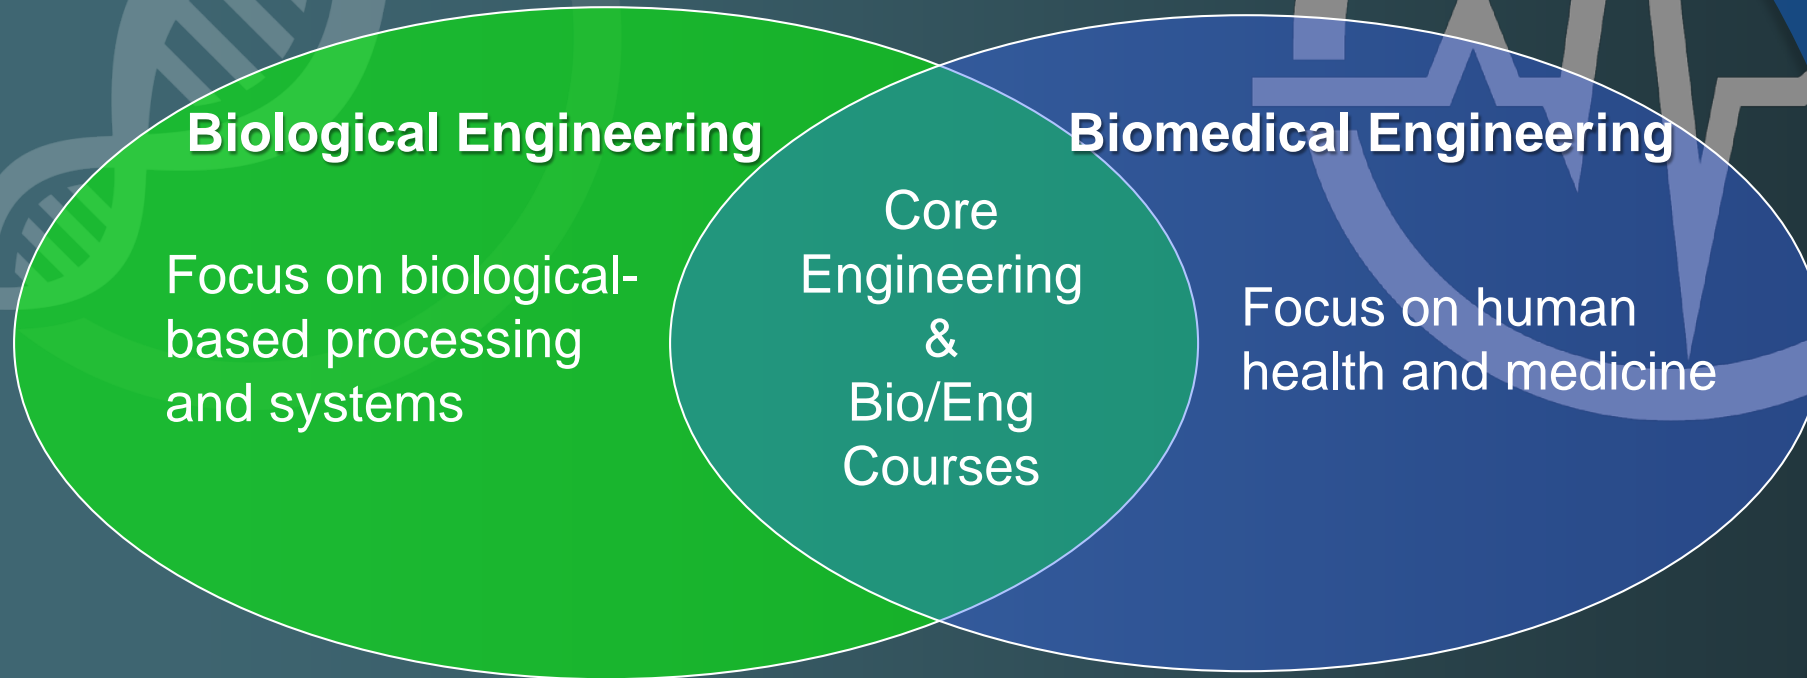 Biological Engineering
Focus on biological-
based processing
and systems
Core
Engineering
&
Bio/Eng
Courses
Biomedical Engineering
Focus on human
health and medicine